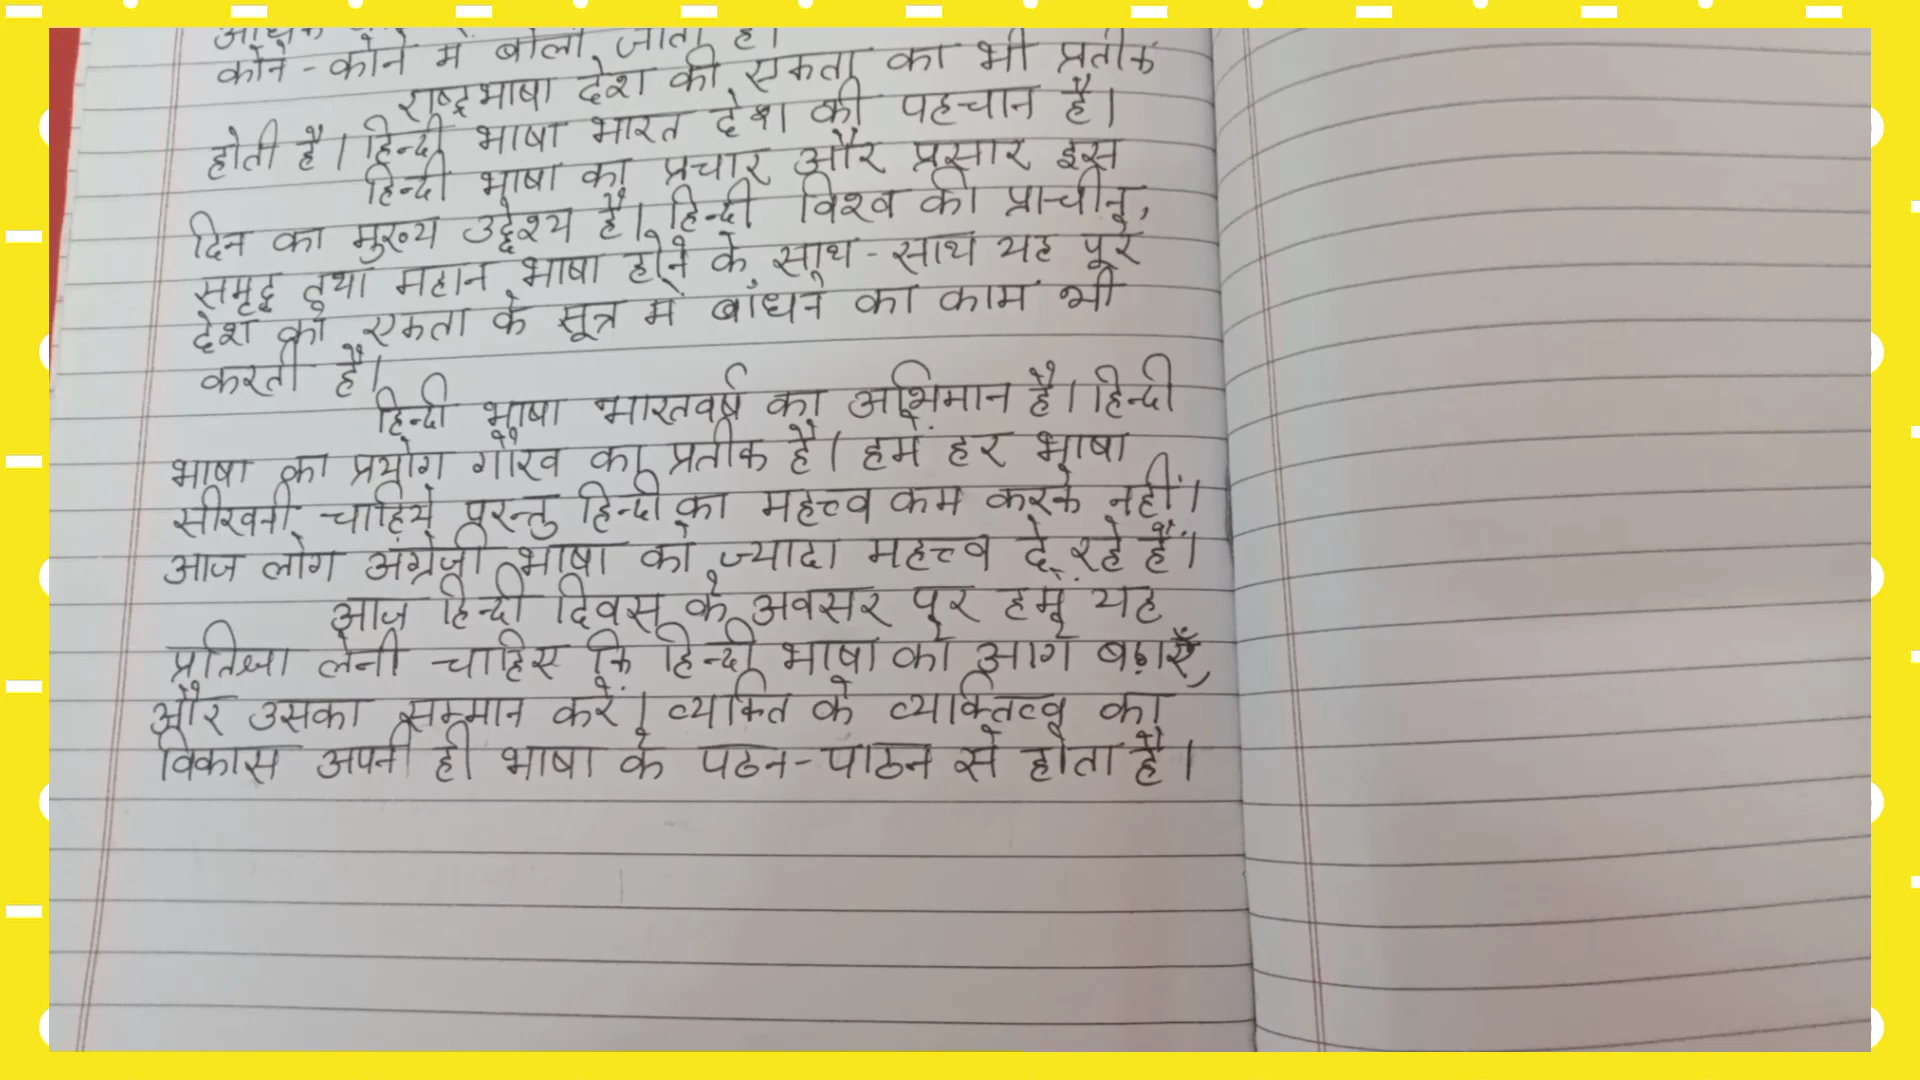 कोने-कोने में बोली जाती है।
राष्ट्रभाषा देश की एकता का भी प्रतीक
होती है। हिन्दी भाषा भारत देश की पहचान है।
हिन्दी भाषा का प्रचार और प्रसार इस
दिन का मुख्य उद्देश्य है। हिन्दी विश्व की प्राचीन,
समृद्ध तथा महान भाषा होने के साथ-साथ यह पूरे
देश को एकता के सूत्र में बांधने का काम भी
करती है।
हिन्दी भाषा भारतवर्ष का अभिमान है। हिन्दी
भाषा का प्रयोग गौरव का प्रतीक है। हमें हर भाषा
सीखनी चाहिये परन्तु हिन्दी का महत्त्व कम करके नहीं।
आज लोग अंग्रेजी भाषा को ज्यादा महत्त्व दे रहे हैं।
आज हिन्दी दिवस के अवसर पर हमें यह
प्रतिज्ञा लेनी चाहिए कि हिन्दी भाषा को आगे बढ़ाएँ,
और उसका सम्मान करें। व्यक्ति के व्यक्तित्व का
विकास अपनी ही भाषा के पठन-पाठन से होता है।